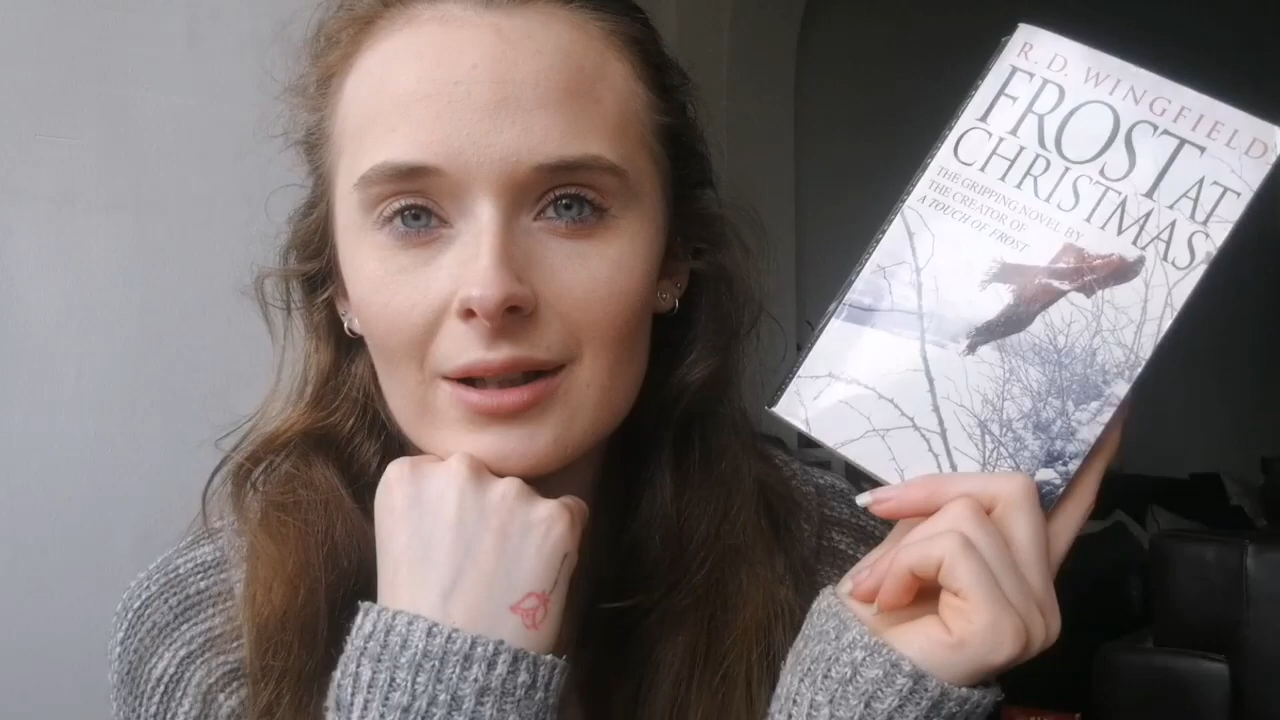 R. D. WINGFIELD
FROST AT
CHRISTMAS
THE GRIPPING NOVEL BY
THE CREATOR OF
A TOUCH OF FROST